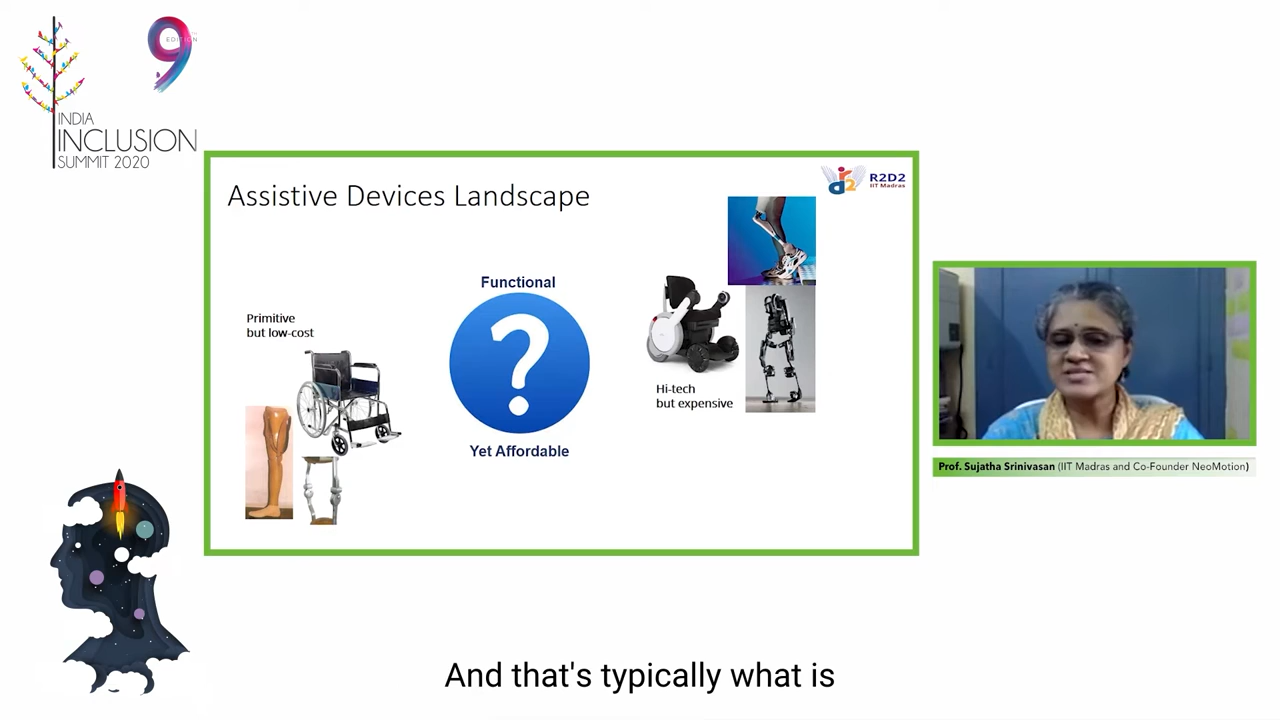 9
EDITION
INDIA
INCLUSION
SUMMIT 2020
Assistive Devices Landscape
R2D2
IIT Madras
Functional
Primitive
but low-cost
?
Hi-tech
but expensive
Yet Affordable
Prof. Sujatha Srinivasan (IIT Madras and Co-Founder NeoMotion)
And that's typically what is